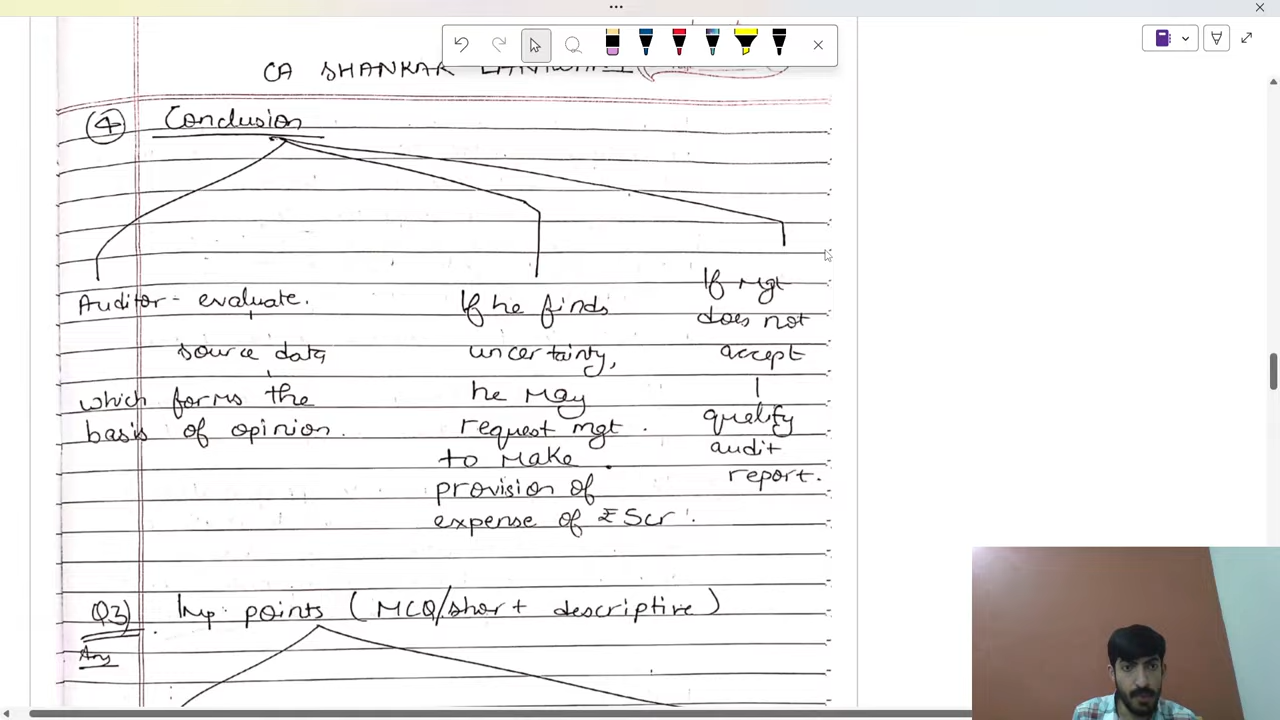 CA SHANKAR
④ Conclusion
Auditor - evaluate.
source data
which forms the
basis of opinion.
If he finds
uncertainty,
he may
request mgt.
to make
provision of
expense of ₹5cr.
If Mgt
does not
accept
qualify
audit
report.
Q3) Imp. points (MCQ/short descriptive)
Ans